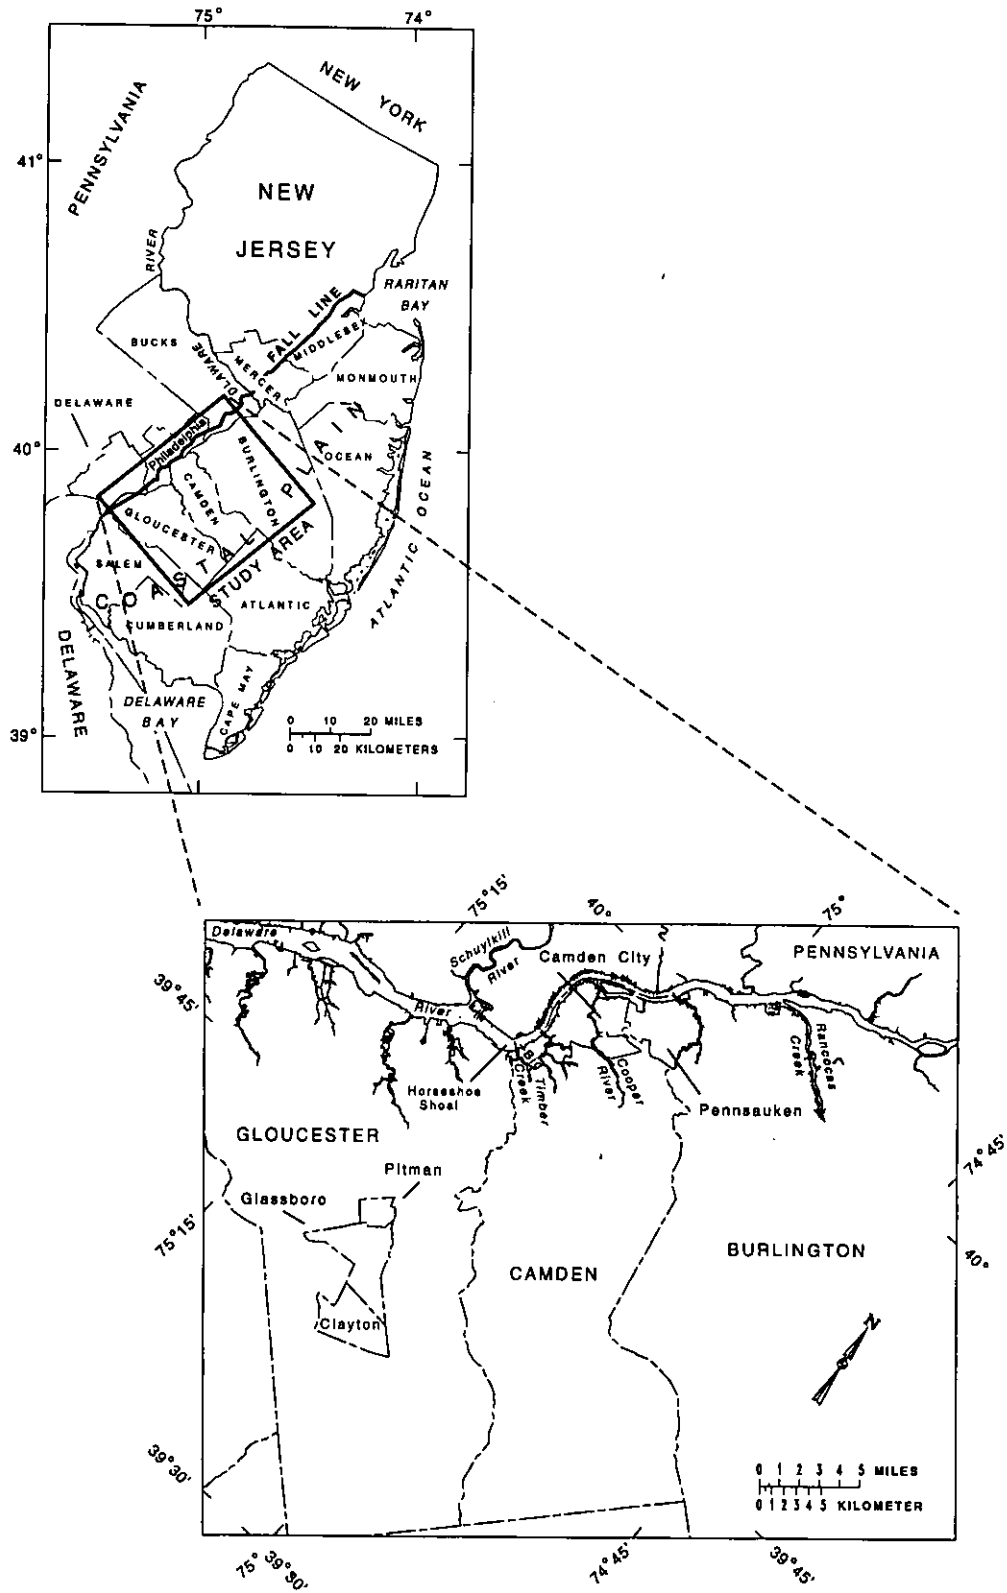 75°
74°
NEW YORK
PENNSYLVANIA
41°
NEW
JERSEY
RIVER
RARITAN
BAY
FALL LINE
MIDDLESEX
BUCKS
DELAWARE
MERCER
MONMOUTH
DELAWARE
40°
Philadelphia
BURLINGTON
OCEAN
CAMDEN
GLOUCESTER
COASTAL PLAIN
STUDY AREA
SALEM
ATLANTIC
CUMBERLAND
ATLANTIC OCEAN
DELAWARE
DELAWARE
BAY
CAPE MAY
39°
0 10 20 MILES
0 10 20 KILOMETERS
75°15'
40°
75°
Delaware
Schuylkill
River
Camden City
PENNSYLVANIA
39°45'
River
Horseshoe
Shoal
Big Timber
Creek
Cooper
River
Rancocas
Creek
Pennsauken
GLOUCESTER
Pitman
74°45'
Glassboro
75°15'
BURLINGTON
40°
CAMDEN
Clayton
N
39°30'
0 1 2 3 4 5 MILES
0 1 2 3 4 5 KILOMETER
75°
39°30'
74°45'
39°45'